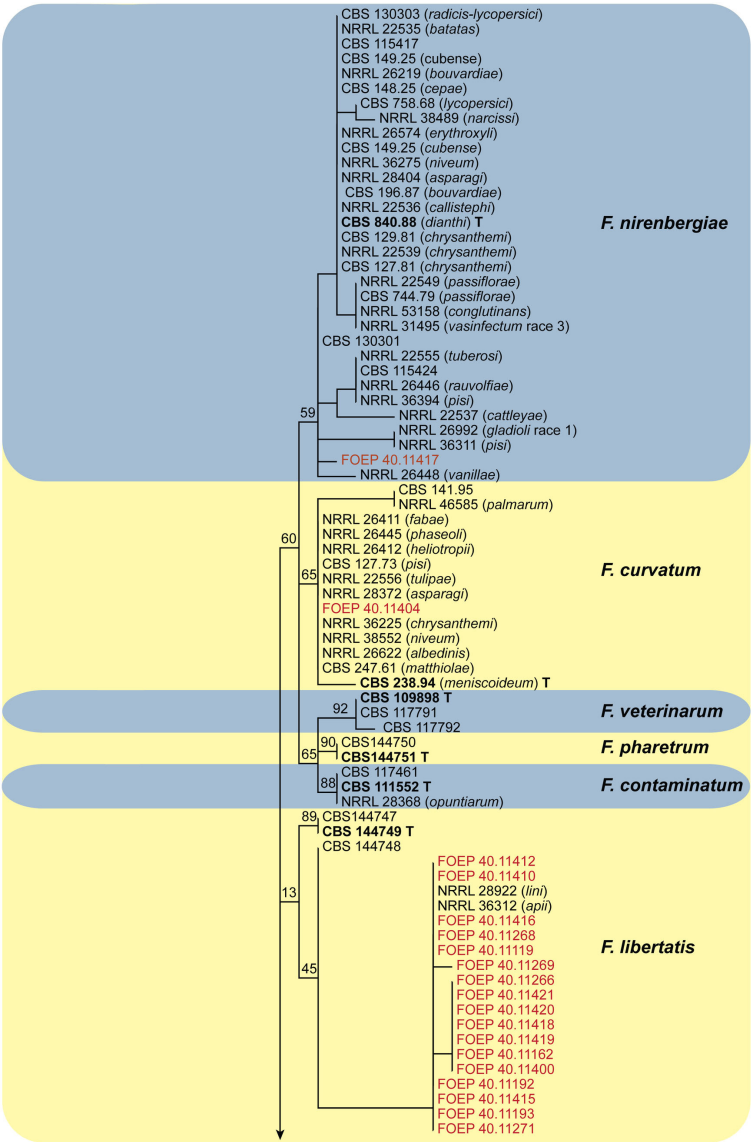 CBS 130303 (radicis-lycopersici)
NRRL 22535 (batatas)
CBS 115417
CBS 149.25 (cubense)
NRRL 26219 (bouvardiae)
CBS 148.25 (cepae)
CBS 758.68 (lycopersici)
NRRL 38489 (narcissi)
NRRL 26574 (erythroxyli)
CBS 149.25 (cubense)
NRRL 36275 (niveum)
NRRL 28404 (asparagi)
CBS 196.87 (bouvardiae)
NRRL 22536 (callistephi)
CBS 840.88 (dianthi) T
F. nirenbergiae
CBS 129.81 (chrysanthemi)
NRRL 22539 (chrysanthemi)
CBS 127.81 (chrysanthemi)
NRRL 22549 (passiflorae)
CBS 744.79 (passiflorae)
NRRL 53158 (conglutinans)
NRRL 31495 (vasinfectum race 3)
CBS 130301
NRRL 22555 (tuberosi)
CBS 115424
NRRL 26446 (rauvolfiae)
NRRL 36394 (pisi)
59
NRRL 22537 (cattleyae)
NRRL 26992 (gladioli race 1)
NRRL 36311 (pisi)
FOEP 40.11417
NRRL 26448 (vanillae)
CBS 141.95
NRRL 46585 (palmarum)
NRRL 26411 (fabae)
NRRL 26445 (phaseoli)
60
NRRL 26412 (heliotropii)
CBS 127.73 (pisi)
F. curvatum
65
NRRL 22556 (tulipae)
NRRL 28372 (asparagi)
FOEP 40.11404
NRRL 36225 (chrysanthemi)
NRRL 38552 (niveum)
NRRL 26622 (albedinis)
CBS 247.61 (matthiolae)
CBS 238.94 (meniscoideum) T
CBS 109898 T
92
CBS 117791
F. veterinarum
CBS 117792
90
CBS144750
F. pharetrum
65
CBS144751 T
CBS 117461
88
CBS 111552 T
F. contaminatum
NRRL 28368 (opuntiarum)
89
CBS144747
CBS 144749 T
CBS 144748
FOEP 40.11412
FOEP 40.11410
13
NRRL 28922 (lini)
NRRL 36312 (apii)
FOEP 40.11416
FOEP 40.11268
F. libertatis
FOEP 40.11119
45
FOEP 40.11269
FOEP 40.11266
FOEP 40.11421
FOEP 40.11420
FOEP 40.11418
FOEP 40.11419
FOEP 40.11162
FOEP 40.11400
FOEP 40.11192
FOEP 40.11415
FOEP 40.11193
FOEP 40.11271